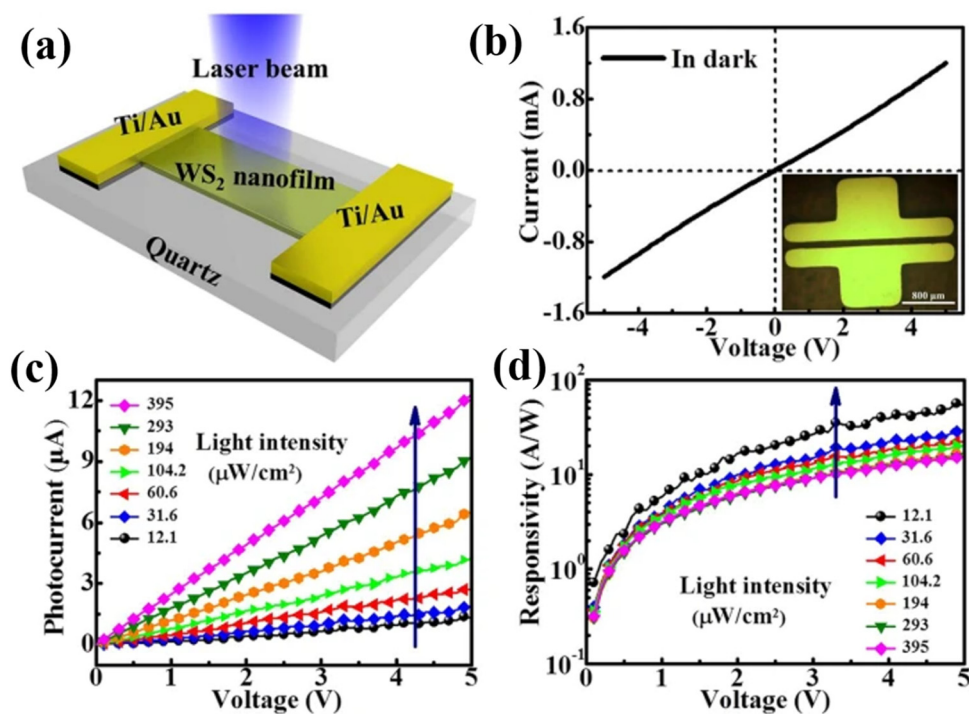 (a)
Laser beam
Ti/Au
WS₂ nanofilm
Ti/Au
Quartz
(b)
In dark
Current (mA)
1.6
0.8
0.0
-0.8
-1.6
-4 -2 0 2 4
Voltage (V)
800 μm
(c)
Photocurrent (μA)
12
9
6
3
0
395
293
194
104.2
60.6
31.6
12.1
Light intensity
(μW/cm²)
0 1 2 3 4 5
Voltage (V)
(d)
Responsivity (A/W)
10²
10¹
10⁰
10⁻¹
12.1
31.6
60.6
104.2
194
293
395
Light intensity
(μW/cm²)
0 1 2 3 4 5
Voltage (V)